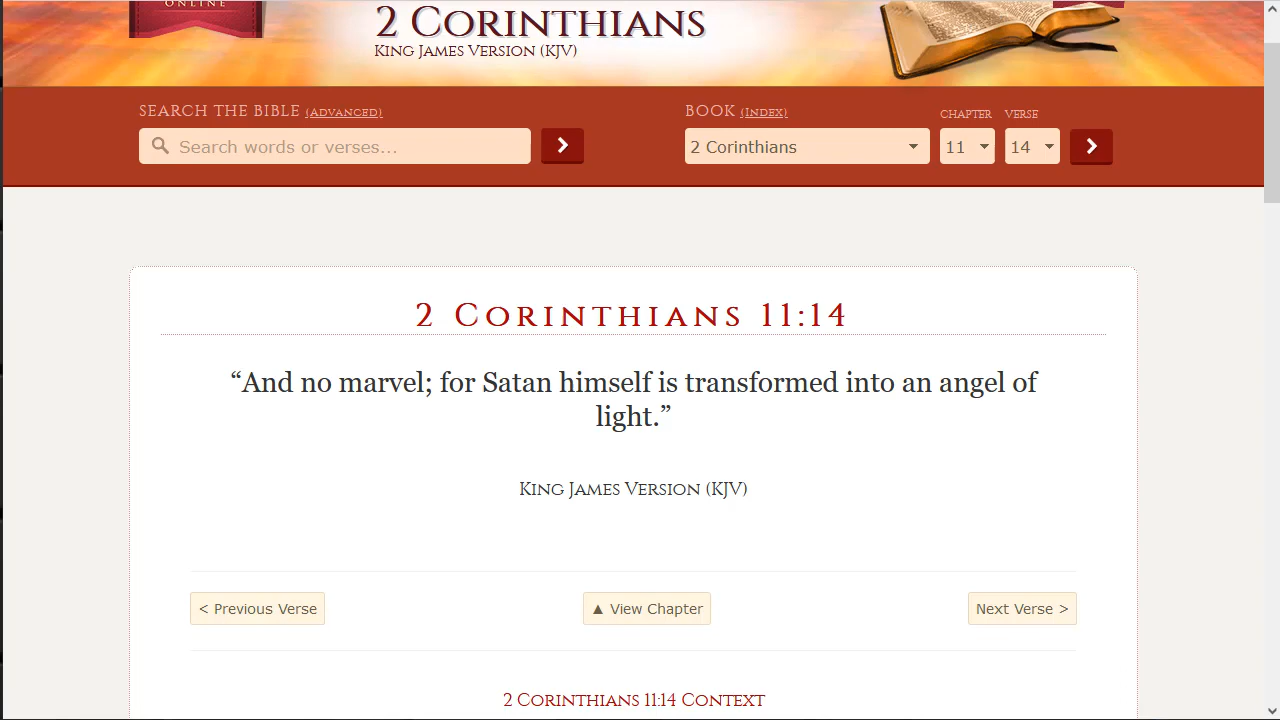 ONLINE
2 Corinthians
King James Version (KJV)
SEARCH THE BIBLE (Advanced)
BOOK (Index)
CHAPTER VERSE
Search words or verses...
2 Corinthians
11
14
2 Corinthians 11:14
“And no marvel; for Satan himself is transformed into an angel of
light.”
King James Version (KJV)
< Previous Verse
▲ View Chapter
Next Verse >
2 Corinthians 11:14 Context